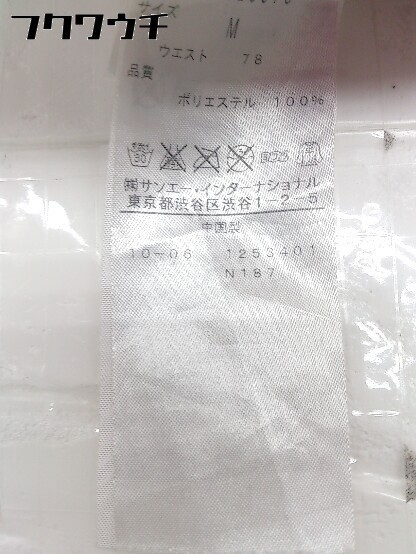 フクワウチ
サイズ
M
ウエスト 78
品質
ポリエステル 100%
㈱サンエー・インターナショナル
東京都渋谷区渋谷1-2-5
中国製
10-06 1253401
N187